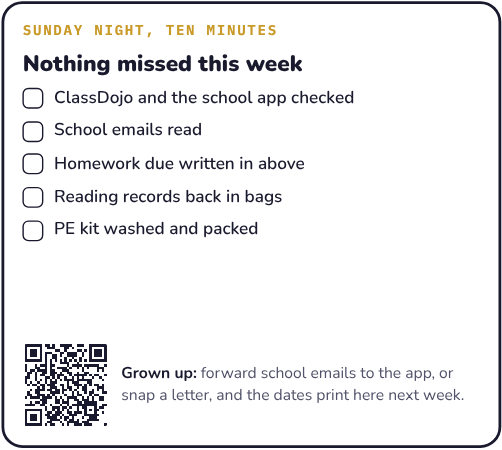 SUNDAY NIGHT, TEN MINUTES
Nothing missed this week
ClassDojo and the school app checked
School emails read
Homework due written in above
Reading records back in bags
PE kit washed and packed
Grown up: forward school emails to the app, or
snap a letter, and the dates print here next week.